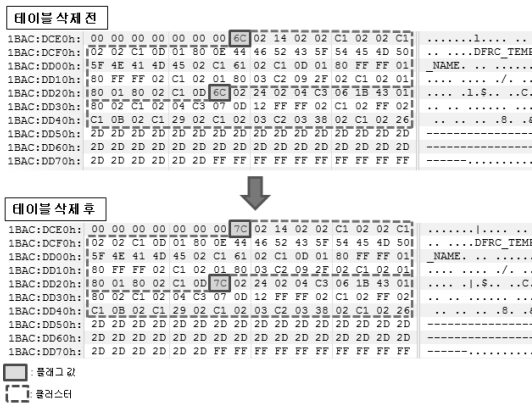 테이블 삭제 전
1BAC:DCE0h: 00 00 00 00 00 00 00 6C 02 14 02 02 C1 02 02 C1 .......l.... ..
1BAC:DCF0h: 02 02 C1 0D 01 80 0E 44 46 52 43 5F 54 45 4D 50 .. ....DFRC_TEMP
1BAC:DD00h: 5F 4E 41 4D 45 02 C1 61 02 C1 0D 01 80 FF FF 01 _NAME. .. ......
1BAC:DD10h: 80 FF FF 02 C1 02 01 80 03 C2 09 2F 02 C1 02 01 .. ... ./. ..
1BAC:DD20h: 80 01 80 02 C1 0D 6C 02 24 02 04 C3 06 1B 43 01 .....l.$.. ..C.
1BAC:DD30h: 80 02 C1 02 04 C3 07 0D 12 FF FF 02 C1 02 FF 02
1BAC:DD40h: C1 0B 02 C1 29 02 C1 02 03 C2 03 38 02 C1 02 26
1BAC:DD50h: 2D 2D 2D 2D 2D 2D 2D 2D 2D 2D 2D 2D 2D 2D 2D 2D
1BAC:DD60h: 2D 2D 2D 2D 2D 2D 2D 2D 2D 2D 2D 2D 2D 2D 2D 2D
1BAC:DD70h: 2D 2D 2D 2D 2D 2D FF FF FF FF FF FF FF FF FF FF ------..........
테이블 삭제 후
1BAC:DCE0h: 00 00 00 00 00 00 00 7C 02 14 02 02 C1 02 02 C1 .......|.... ..
1BAC:DCF0h: 02 02 C1 0D 01 80 0E 44 46 52 43 5F 54 45 4D 50 .. ....DFRC_TEMP
1BAC:DD00h: 5F 4E 41 4D 45 02 C1 61 02 C1 0D 01 80 FF FF 01 _NAME. .. ......
1BAC:DD10h: 80 FF FF 02 C1 02 01 80 03 C2 09 2F 02 C1 02 01 .. ... ./. ..
1BAC:DD20h: 80 01 80 02 C1 0D 7C 02 24 02 04 C3 06 1B 43 01 .....|.$.. ..C.
1BAC:DD30h: 80 02 C1 02 04 C3 07 0D 12 FF FF 02 C1 02 FF 02
1BAC:DD40h: C1 0B 02 C1 29 02 C1 02 03 C2 03 38 02 C1 02 26
1BAC:DD50h: 2D 2D 2D 2D 2D 2D 2D 2D 2D 2D 2D 2D 2D 2D 2D 2D
1BAC:DD60h: 2D 2D 2D 2D 2D 2D 2D 2D 2D 2D 2D 2D 2D 2D 2D 2D
1BAC:DD70h: 2D 2D 2D 2D 2D 2D FF FF FF FF FF FF FF FF FF FF ------..........
: 플래그 값
: 클러스터